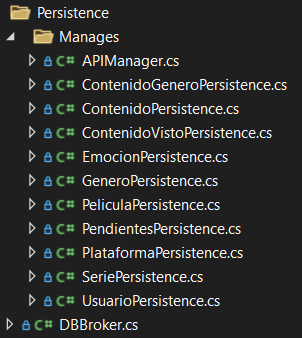 Persistence
Manages
C# APIManager.cs
C# ContenidoGeneroPersistence.cs
C# ContenidoPersistence.cs
C# ContenidoVistoPersistence.cs
C# EmocionPersistence.cs
C# GeneroPersistence.cs
C# PeliculaPersistence.cs
C# PendientesPersistence.cs
C# PlataformaPersistence.cs
C# SeriePersistence.cs
C# UsuarioPersistence.cs
C# DBBroker.cs